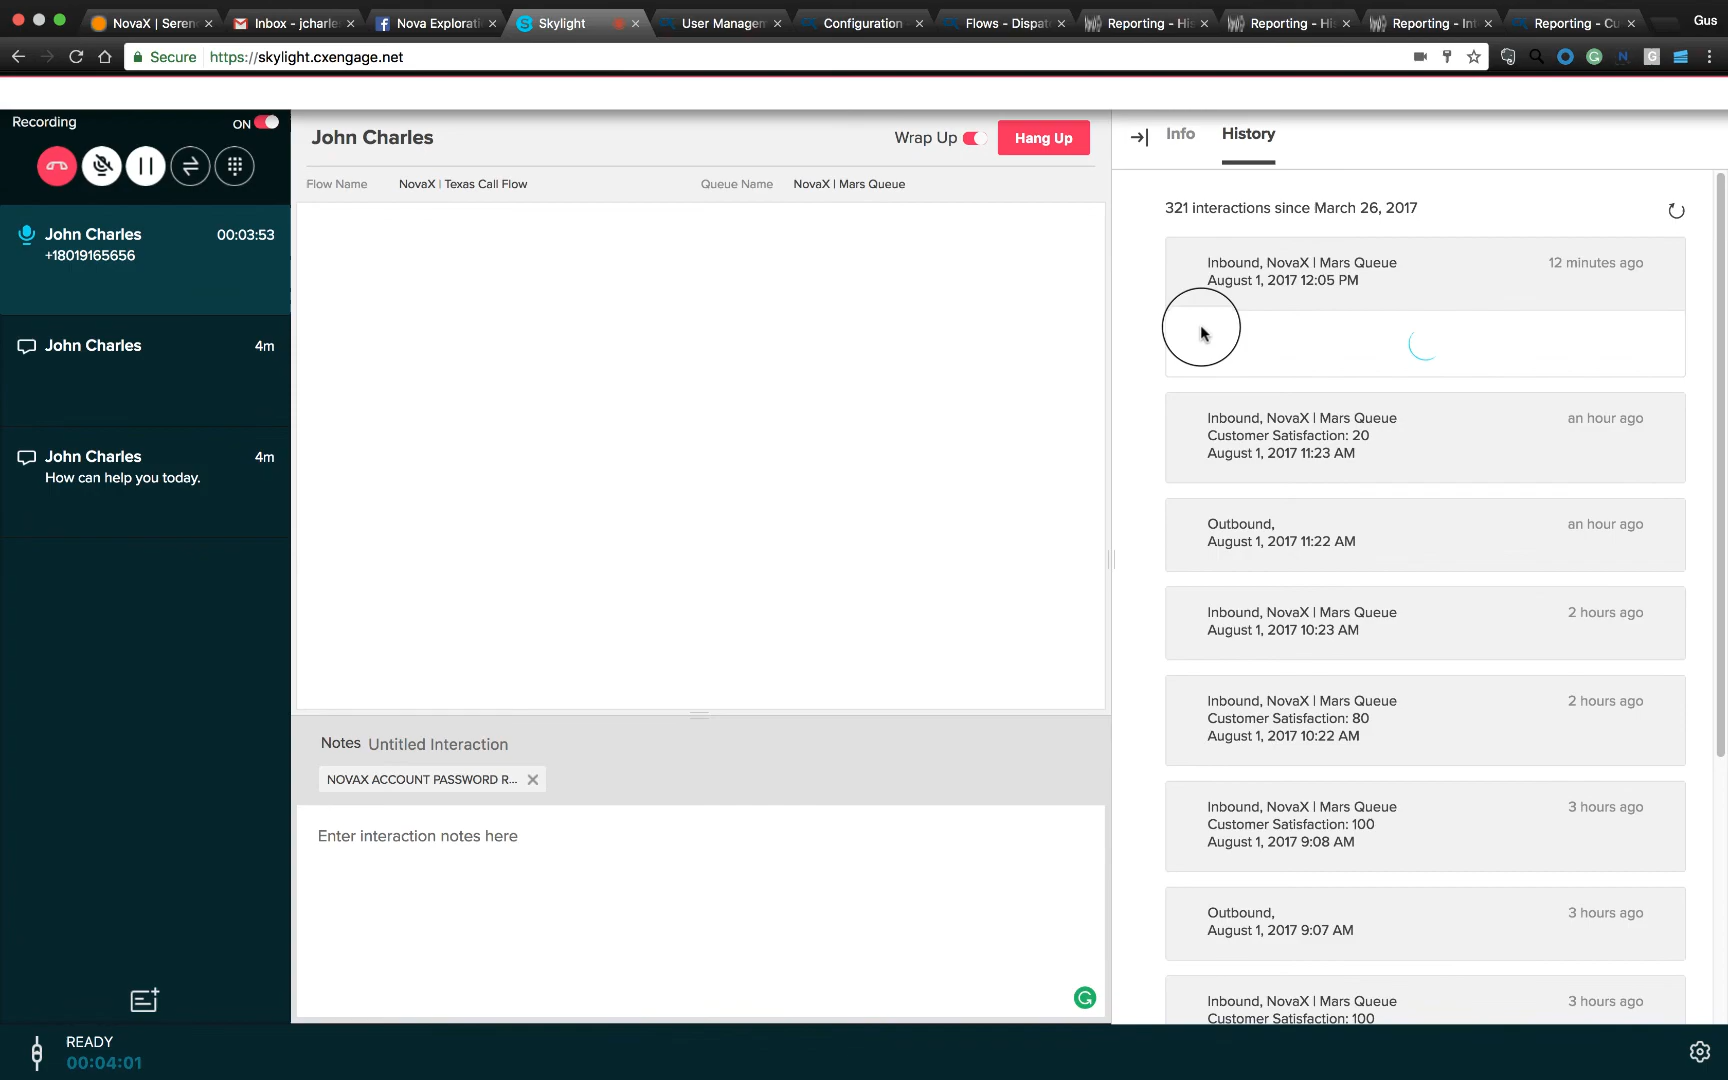 NovaX | Seren
Inbox - jcharle
Nova Explorati
Skylight
User Managem
Configuration
Flows - Dispat
Reporting - His
Reporting - His
Reporting - Int
Reporting - Cu
Gus
Secure https://skylight.cxengage.net
Recording
ON
John Charles 00:03:53
+18019165656
John Charles 4m
John Charles 4m
How can help you today.
READY
00:04:01
John Charles
Wrap Up
Hang Up
Flow Name NovaX | Texas Call Flow
Queue Name NovaX | Mars Queue
Notes Untitled Interaction
NOVAX ACCOUNT PASSWORD R...
Enter interaction notes here
Info History
321 interactions since March 26, 2017
Inbound, NovaX | Mars Queue 12 minutes ago
August 1, 2017 12:05 PM
Inbound, NovaX | Mars Queue an hour ago
Customer Satisfaction: 20
August 1, 2017 11:23 AM
Outbound, an hour ago
August 1, 2017 11:22 AM
Inbound, NovaX | Mars Queue 2 hours ago
August 1, 2017 10:23 AM
Inbound, NovaX | Mars Queue 2 hours ago
Customer Satisfaction: 80
August 1, 2017 10:22 AM
Inbound, NovaX | Mars Queue 3 hours ago
Customer Satisfaction: 100
August 1, 2017 9:08 AM
Outbound, 3 hours ago
August 1, 2017 9:07 AM
Inbound, NovaX | Mars Queue 3 hours ago
Customer Satisfaction: 100